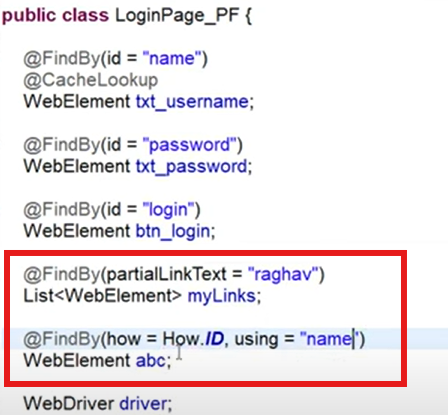 public class LoginPage_PF {
@FindBy(id = "name")
@CacheLookup
WebElement txt_username;
@FindBy(id = "password")
WebElement txt_password;
@FindBy(id = "login")
WebElement btn_login;
@FindBy(partialLinkText = "raghav")
List<WebElement> myLinks;
@FindBy(how = How.ID, using = "name")
WebElement abc;
WebDriver driver;